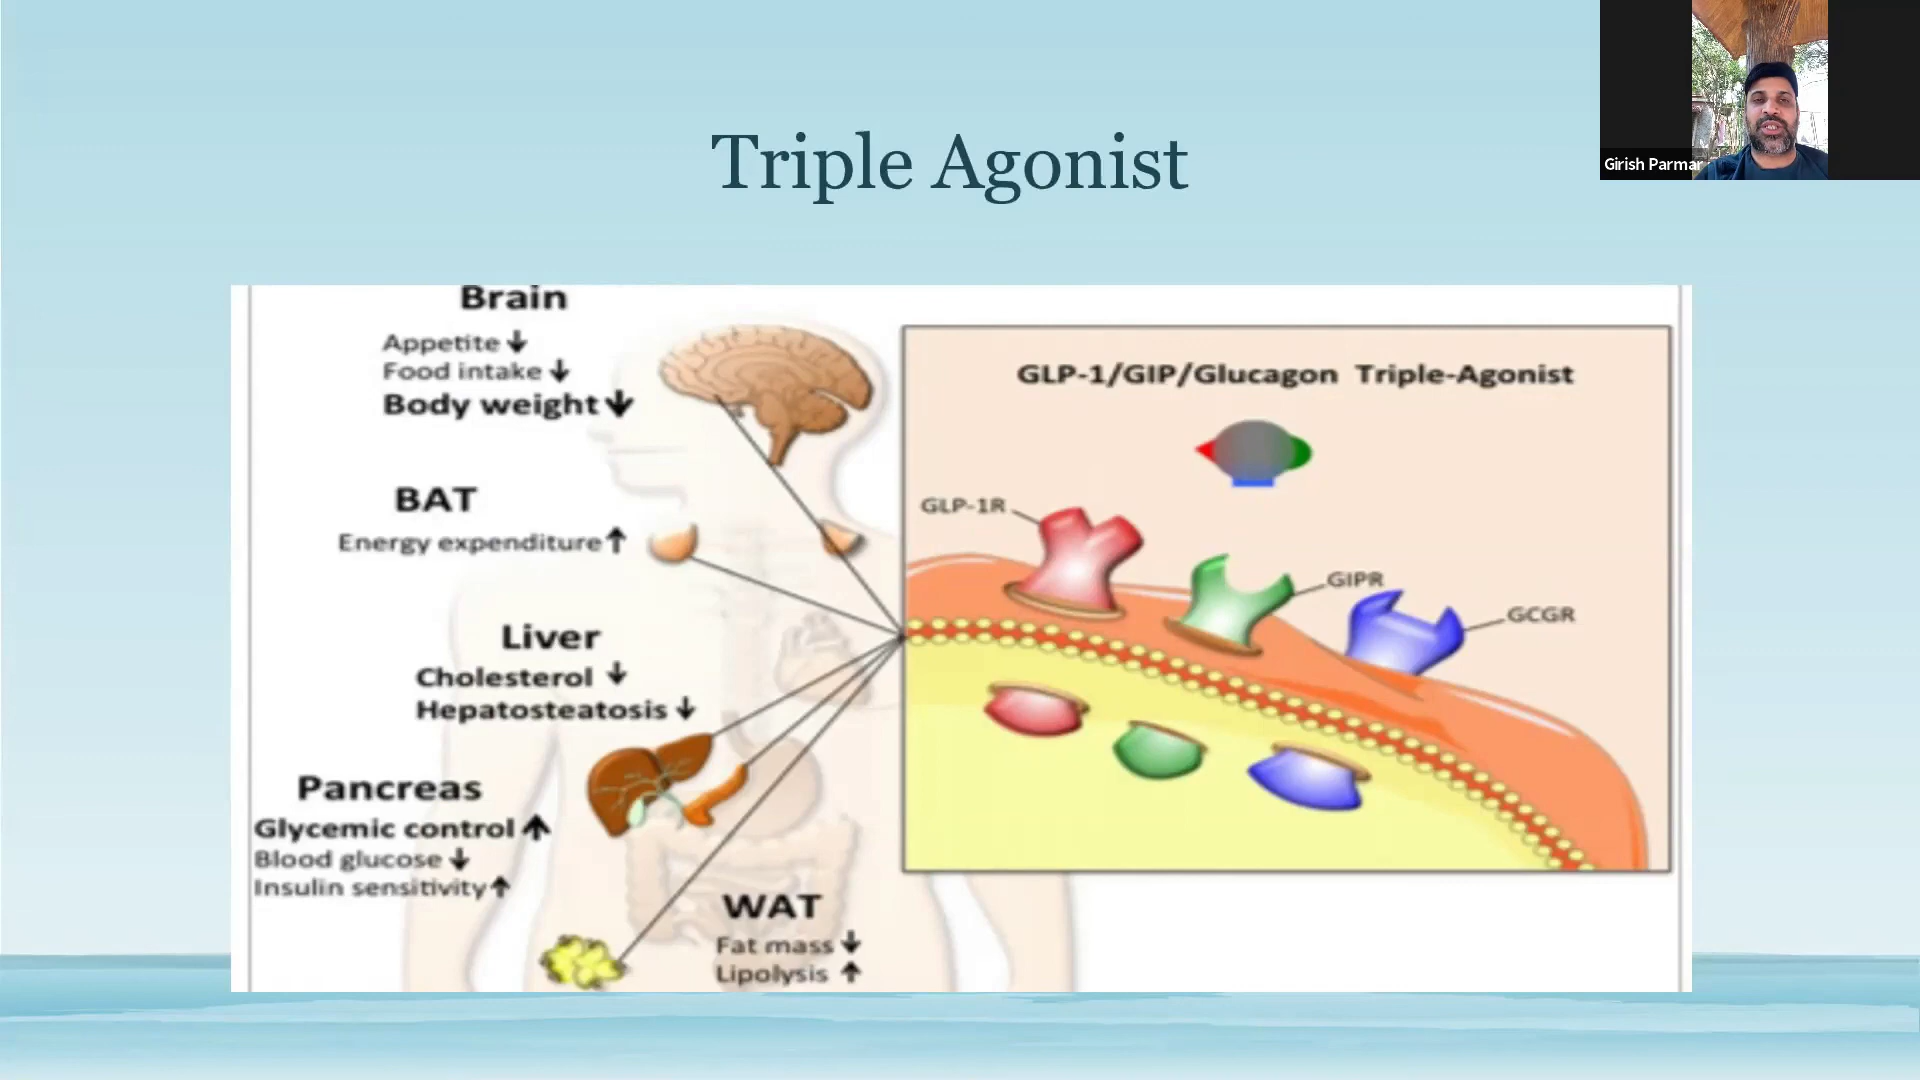 Triple Agonist
Girish Parmar
Brain
Appetite ↓
Food intake ↓
Body weight ↓
BAT
Energy expenditure ↑
Liver
Cholesterol ↓
Hepatosteatosis ↓
Pancreas
Glycemic control ↑
Blood glucose ↓
Insulin sensitivity ↑
WAT
Fat mass ↓
Lipolysis ↑
GLP-1/GIP/Glucagon Triple-Agonist
GLP-1R
GIPR
GCGR